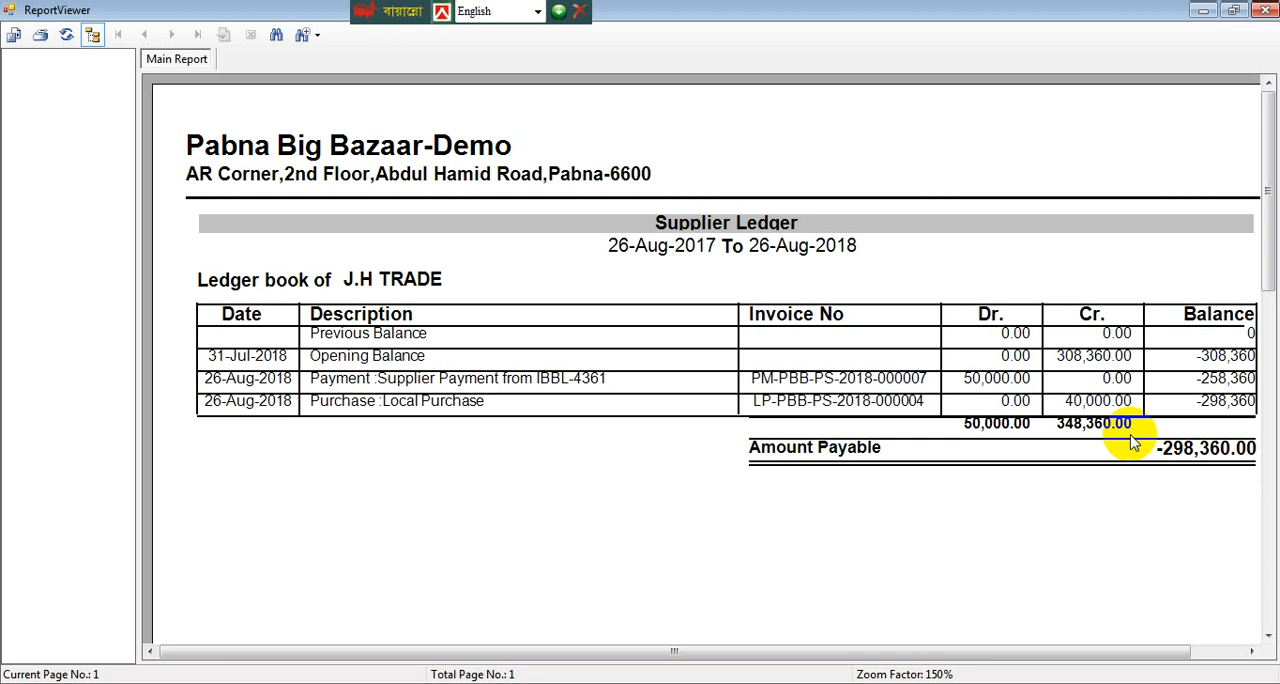 ReportViewer
বায়ান্নো English
Main Report
Pabna Big Bazaar-Demo
AR Corner,2nd Floor,Abdul Hamid Road,Pabna-6600
Supplier Ledger
26-Aug-2017 To 26-Aug-2018
Ledger book of J.H TRADE
Date Description Invoice No Dr. Cr. Balance
Previous Balance 0.00 0.00 0
31-Jul-2018 Opening Balance 0.00 308,360.00 -308,360
26-Aug-2018 Payment :Supplier Payment from IBBL-4361 PM-PBB-PS-2018-000007 50,000.00 0.00 -258,360
26-Aug-2018 Purchase :Local Purchase LP-PBB-PS-2018-000004 0.00 40,000.00 -298,360
50,000.00 348,360.00
Amount Payable -298,360.00
Current Page No.: 1 Total Page No.: 1 Zoom Factor: 150%